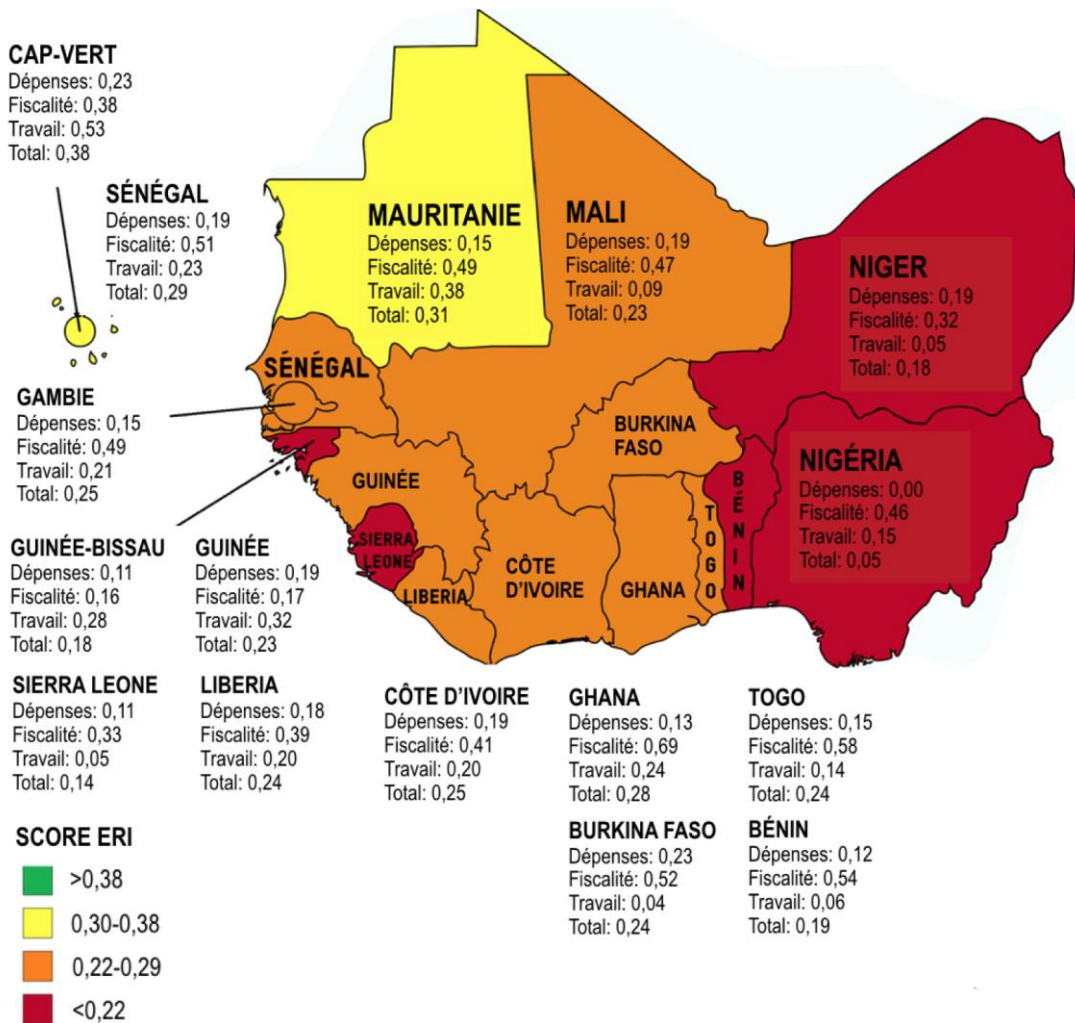 CAP-VERT
Dépenses: 0,23
Fiscalité: 0,38
Travail: 0,53
Total: 0,38
SÉNÉGAL
Dépenses: 0,19
Fiscalité: 0,51
Travail: 0,23
Total: 0,29
MAURITANIE
Dépenses: 0,15
Fiscalité: 0,49
Travail: 0,38
Total: 0,31
MALI
Dépenses: 0,19
Fiscalité: 0,47
Travail: 0,09
Total: 0,23
NIGER
Dépenses: 0,19
Fiscalité: 0,32
Travail: 0,05
Total: 0,18
SÉNÉGAL
GAMBIE
Dépenses: 0,15
Fiscalité: 0,49
Travail: 0,21
Total: 0,25
BURKINA
FASO
NIGÉRIA
Dépenses: 0,00
Fiscalité: 0,46
Travail: 0,15
Total: 0,05
GUINÉE
SIERRA
LEONE
LIBERIA
CÔTE
D'IVOIRE
GHANA
TOGO
BÉNIN
GUINÉE-BISSAU
Dépenses: 0,11
Fiscalité: 0,16
Travail: 0,28
Total: 0,18
GUINÉE
Dépenses: 0,19
Fiscalité: 0,17
Travail: 0,32
Total: 0,23
SIERRA LEONE
Dépenses: 0,11
Fiscalité: 0,33
Travail: 0,05
Total: 0,14
LIBERIA
Dépenses: 0,18
Fiscalité: 0,39
Travail: 0,20
Total: 0,24
CÔTE D'IVOIRE
Dépenses: 0,19
Fiscalité: 0,41
Travail: 0,20
Total: 0,25
GHANA
Dépenses: 0,13
Fiscalité: 0,69
Travail: 0,24
Total: 0,28
TOGO
Dépenses: 0,15
Fiscalité: 0,58
Travail: 0,14
Total: 0,24
BURKINA FASO
Dépenses: 0,23
Fiscalité: 0,52
Travail: 0,04
Total: 0,24
BÉNIN
Dépenses: 0,12
Fiscalité: 0,54
Travail: 0,06
Total: 0,19
SCORE ERI
>0,38
0,30-0,38
0,22-0,29
<0,22